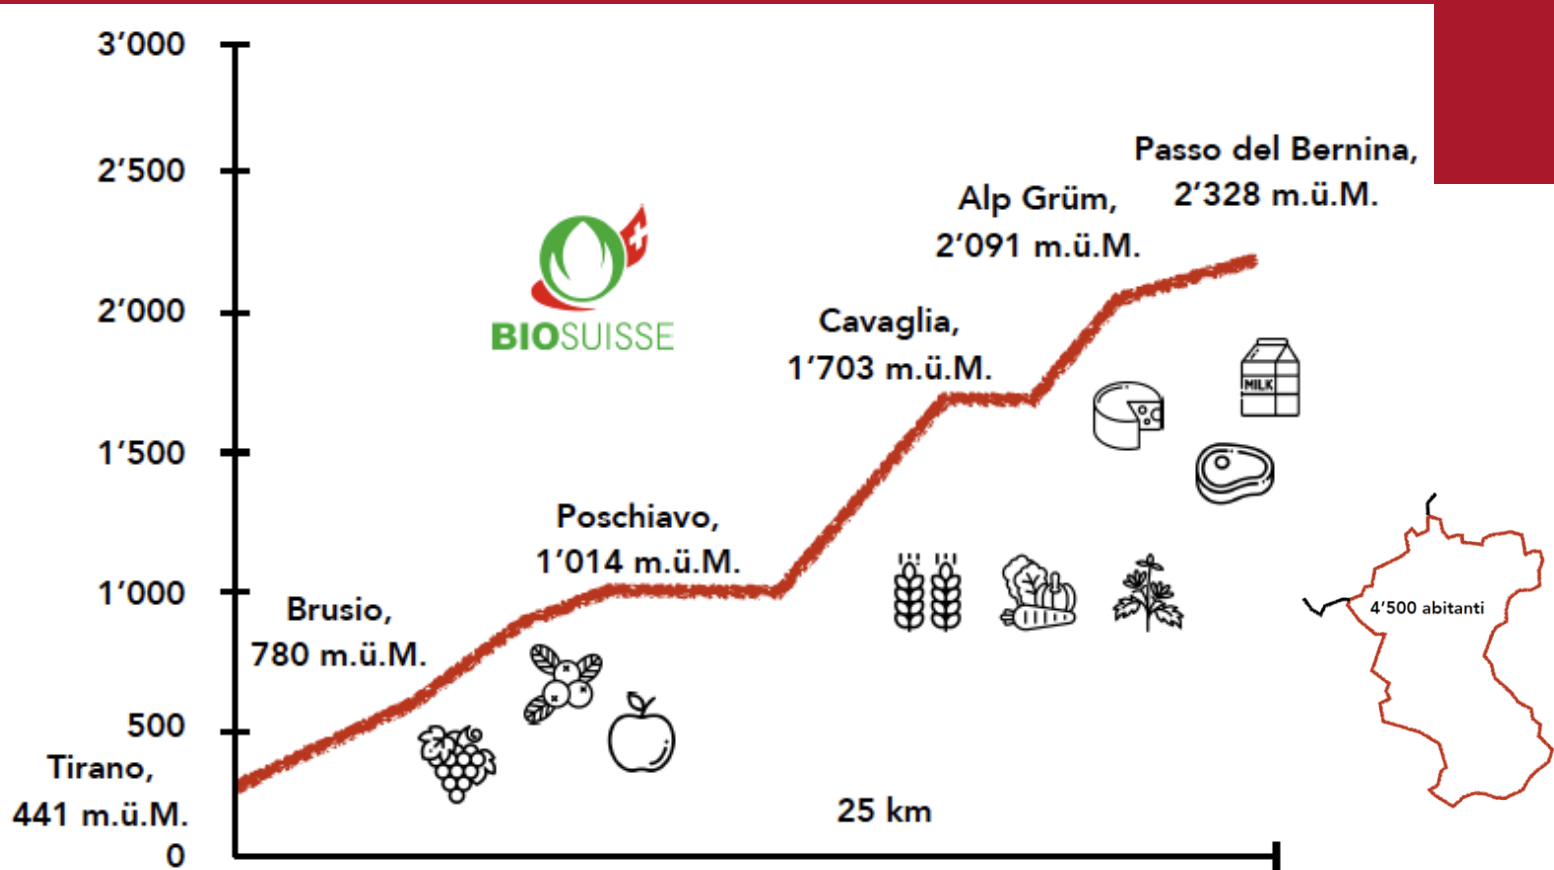 3’000
2’500
2’000
1’500
1’000
500
0
Passo del Bernina,
2’328 m.ü.M.
Alp Grüm,
2’091 m.ü.M.
BIOSUISSE
Cavaglia,
1’703 m.ü.M.
MILK
Poschiavo,
1’014 m.ü.M.
Brusio,
780 m.ü.M.
4’500 abitanti
Tirano,
441 m.ü.M.
25 km